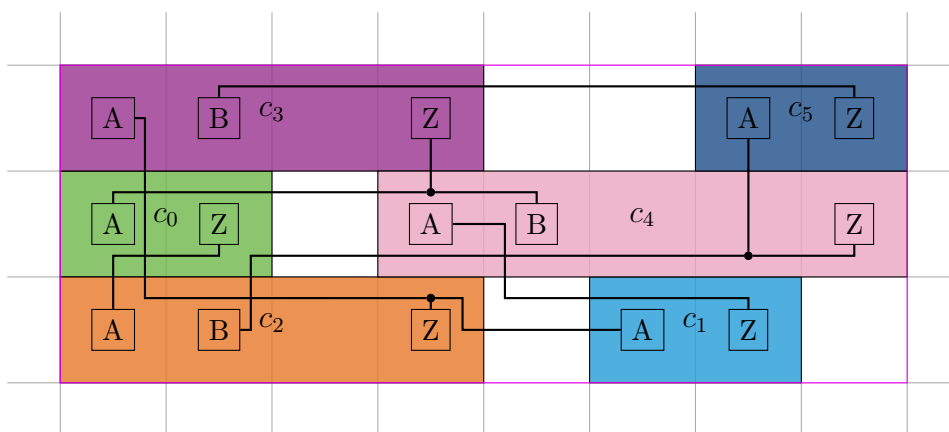 A B c₃ Z A c₅ Z
A c₀ Z A B c₄ Z
A B c₂ Z A c₁ Z